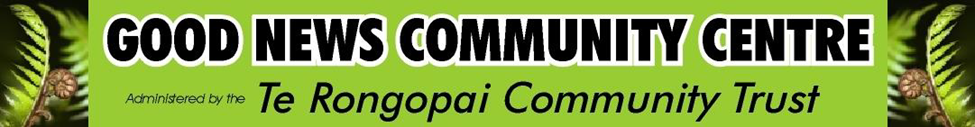 GOOD NEWS COMMUNITY CENTRE
Administered by the Te Rongopai Community Trust